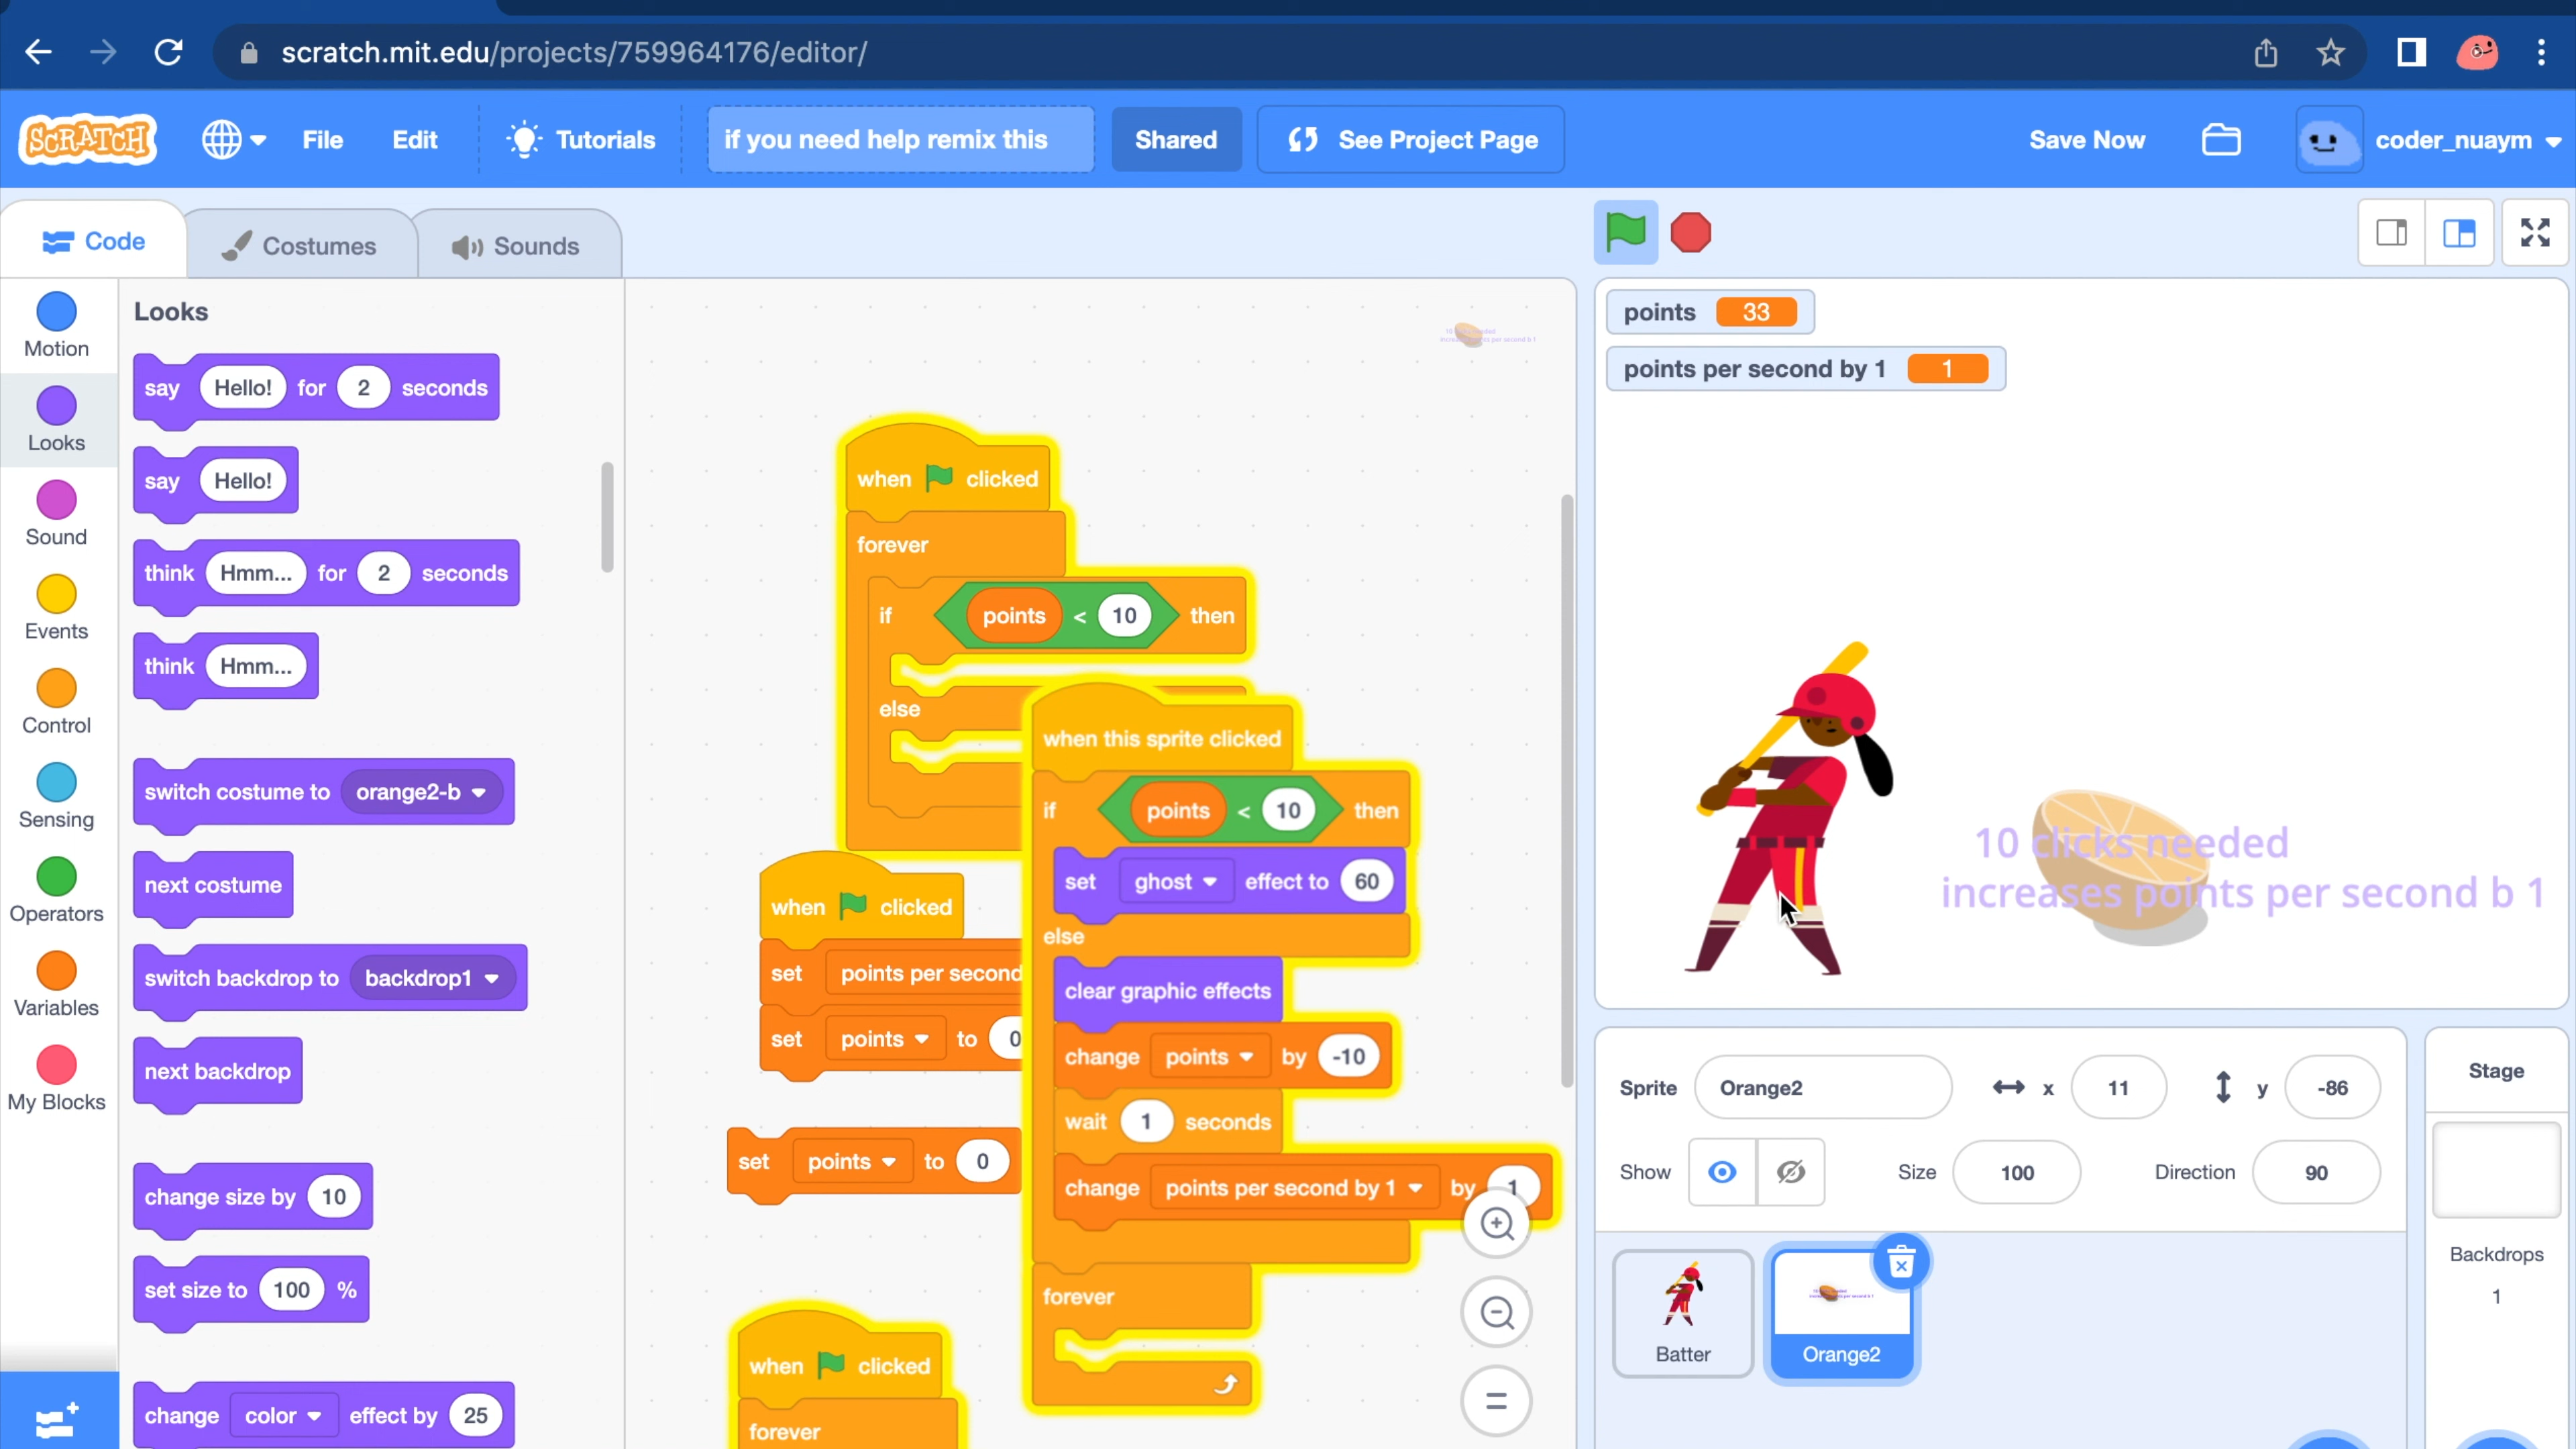 scratch.mit.edu/projects/759964176/editor/
SCRATCH
File
Edit
Tutorials
if you need help remix this
Shared
See Project Page
Save Now
coder_nuaym
Code
Costumes
Sounds
Motion
Looks
Sound
Events
Control
Sensing
Operators
Variables
My Blocks
Looks
say Hello! for 2 seconds
say Hello!
think Hmm... for 2 seconds
think Hmm...
switch costume to orange2-b
next costume
switch backdrop to backdrop1
next backdrop
change size by 10
set size to 100 %
change color effect by 25
when clicked
forever
if points < 10 then
else
when clicked
set points per second
set points to 0
set points to 0
when clicked
forever
when this sprite clicked
if points < 10 then
set ghost effect to 60
else
clear graphic effects
change points by -10
wait 1 seconds
change points per second by 1 by 1
forever
points 33
points per second by 1 1
10 clicks needed
increases points per second b 1
Sprite Orange2 x 11 y -86
Show Size 100 Direction 90
Batter
Orange2
Stage
Backdrops
1